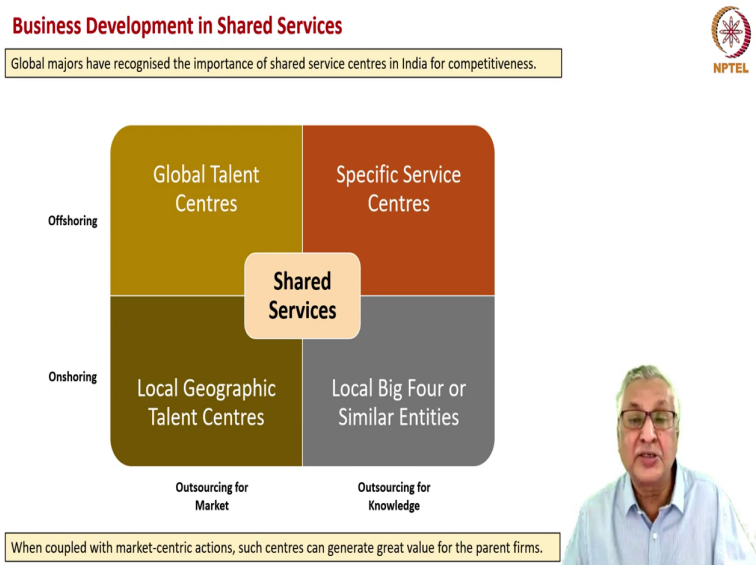 Business Development in Shared Services
NPTEL
Global majors have recognised the importance of shared service centres in India for competitiveness.
Offshoring
Global Talent
Centres
Specific Service
Centres
Shared
Services
Onshoring
Local Geographic
Talent Centres
Local Big Four or
Similar Entities
Outsourcing for
Market
Outsourcing for
Knowledge
When coupled with market-centric actions, such centres can generate great value for the parent firms.